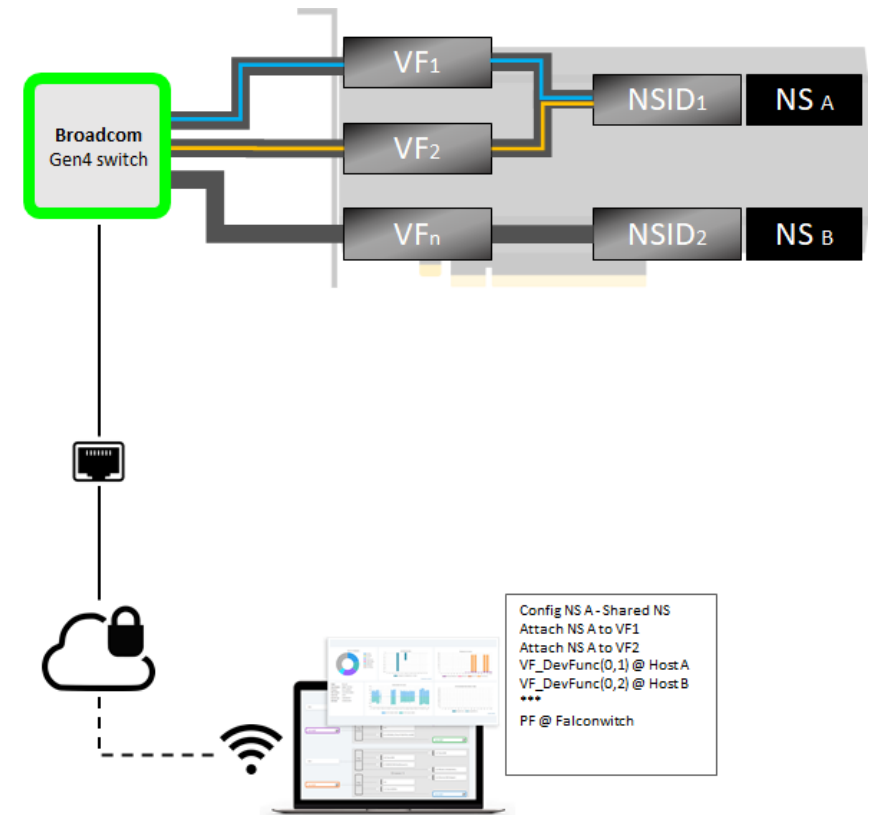 VF1
NSID1
NS A
Broadcom
Gen4 switch
VF2
VFn
NSID2
NS B
Config NS A - Shared NS
Attach NS A to VF1
Attach NS A to VF2
VF_DevFunc(0,1) @ Host A
VF_DevFunc(0,2) @ Host B
***
PF @ Falconwitch